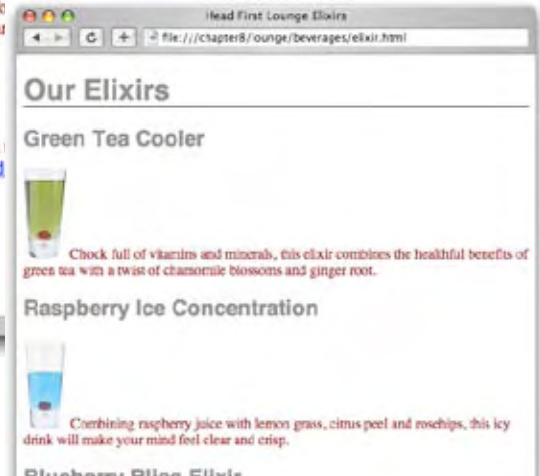 Head First Lounge Elixirs
file:///chapter8/lounge/beverages/elixir.html
Our Elixirs
Green Tea Cooler
Chock full of vitamins and minerals, this elixir combines the healthful benefits of
green tea with a twist of chamomile blossoms and ginger root.
Raspberry Ice Concentration
Combining raspberry juice with lemon grass, citrus peel and rosehips, this icy
drink will make your mind feel clear and crisp.
Blueberry Bliss Elixir